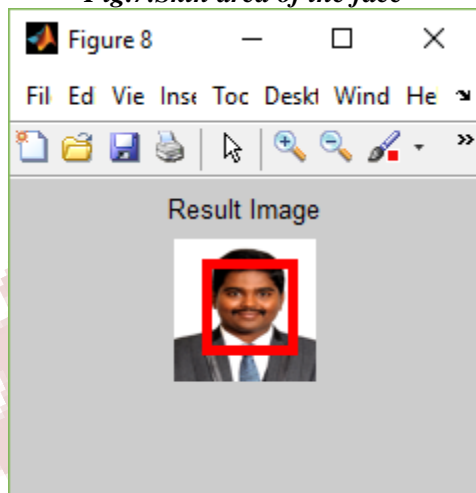 Fig.7.Skin area of the face
Figure 8
Fil Ed Vie Inse Toc Deskt Wind He
Result Image